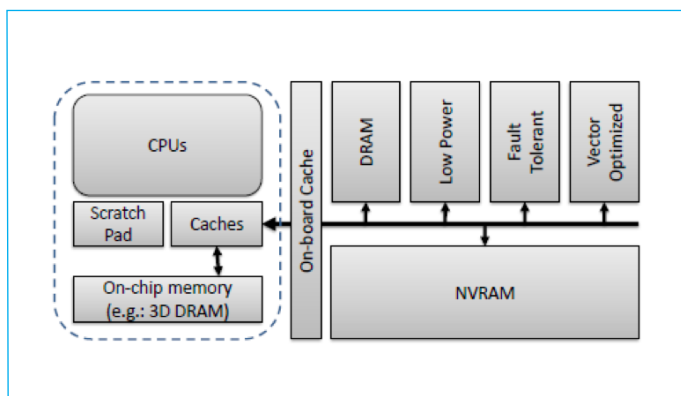 CPUs
Scratch
Pad
Caches
On-chip memory
(e.g.: 3D DRAM)
On-board Cache
DRAM
Low Power
Fault
Tolerant
Vector
Optimized
NVRAM